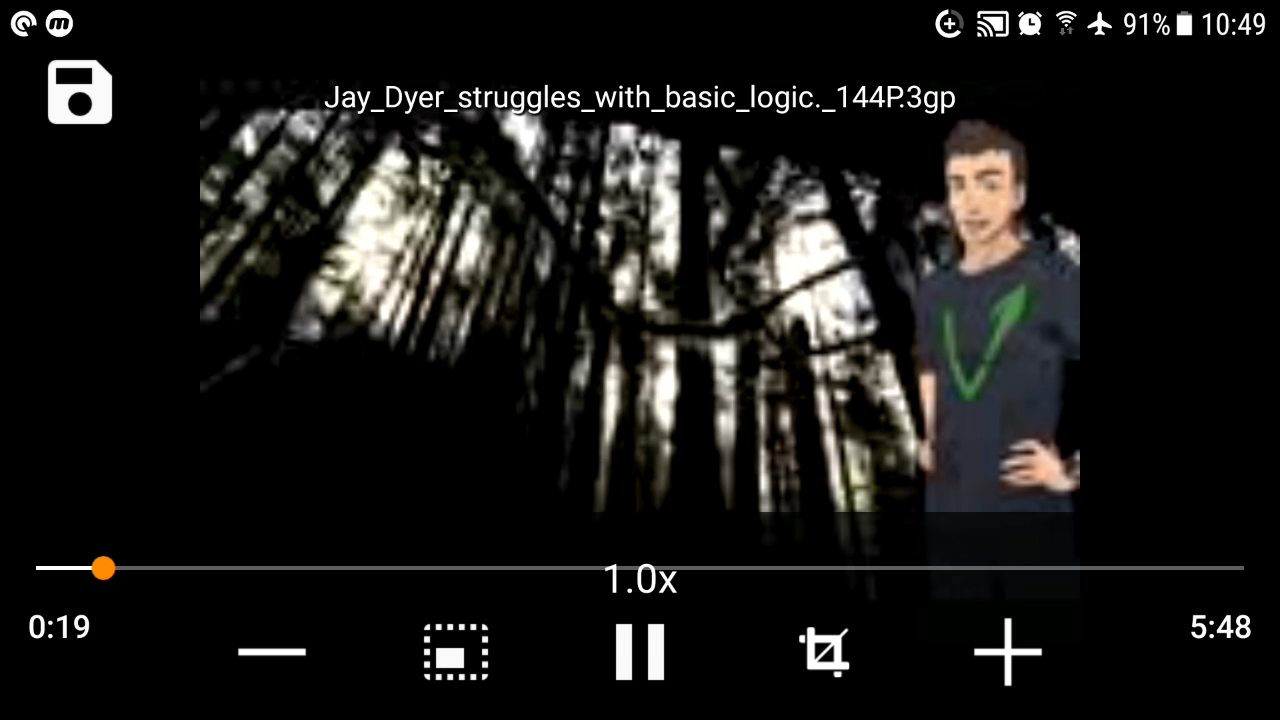 m
91% 10:49
Jay_Dyer_struggles_with_basic_logic._144P.3gp
V
1.0x
0:19
5:48